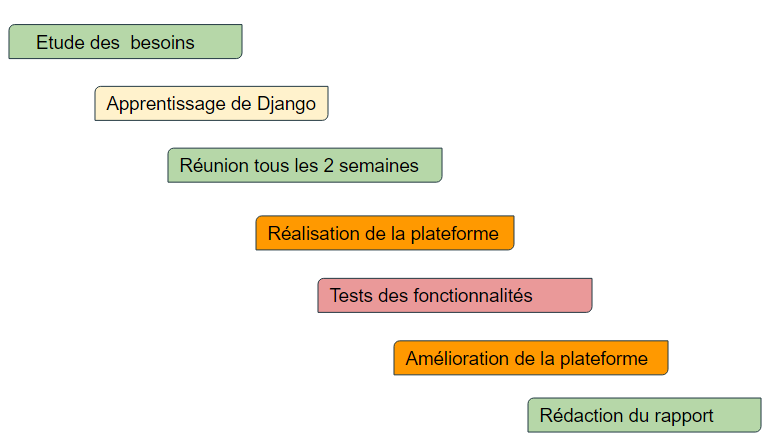 Etude des besoins
Apprentissage de Django
Réunion tous les 2 semaines
Réalisation de la plateforme
Tests des fonctionnalités
Amélioration de la plateforme
Rédaction du rapport